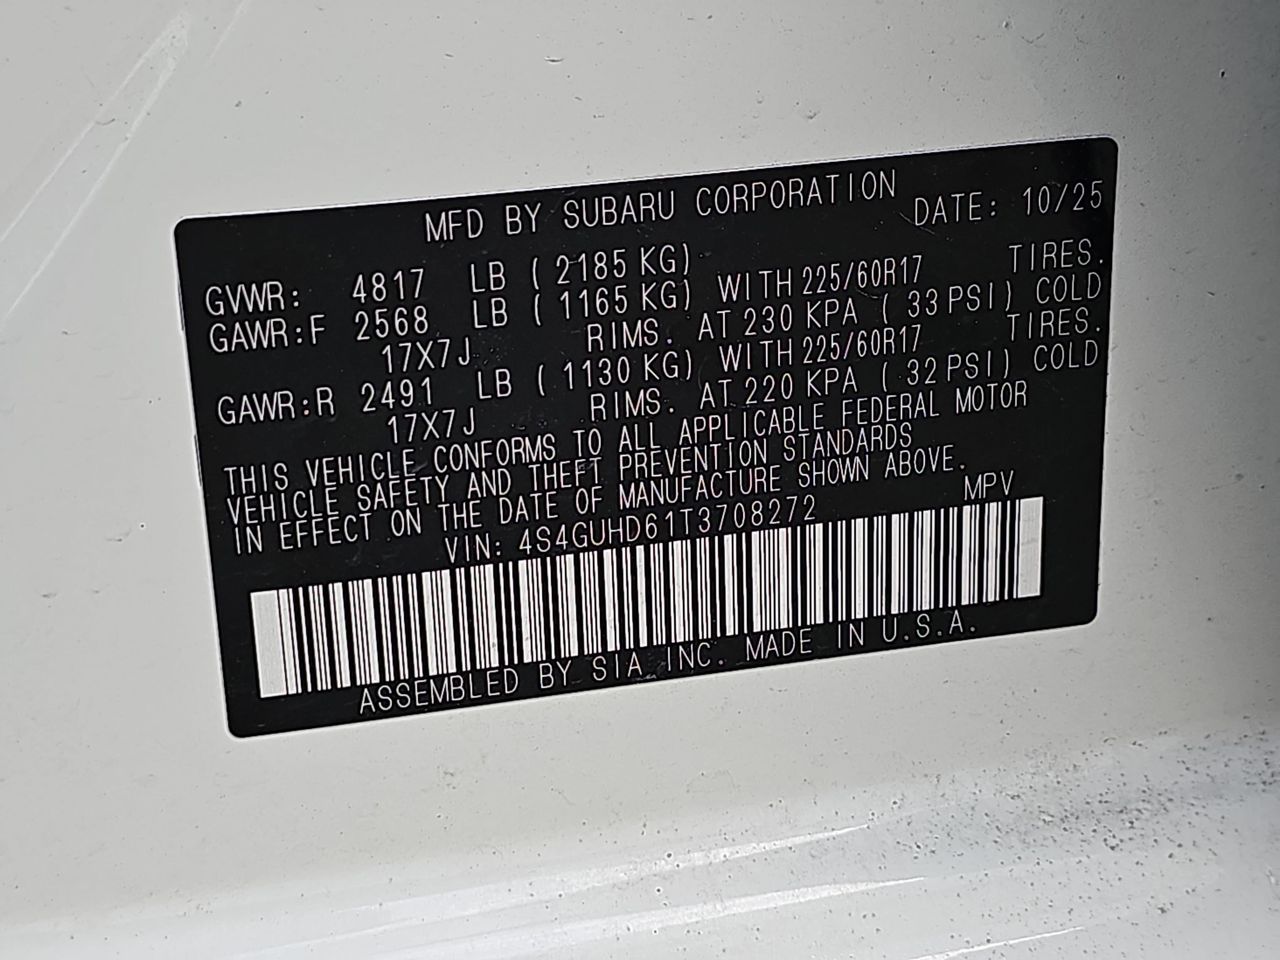 MFD BY SUBARU CORPORATION DATE: 10/25
GVWR: 4817 LB ( 2185 KG)
GAWR:F 2568 LB ( 1165 KG) WITH 225/60R17 TIRES.
17X7J RIMS. AT 230 KPA ( 33 PSI) COLD
GAWR:R 2491 LB ( 1130 KG) WITH 225/60R17 TIRES.
17X7J RIMS. AT 220 KPA ( 32 PSI) COLD
THIS VEHICLE CONFORMS TO ALL APPLICABLE FEDERAL MOTOR
VEHICLE SAFETY AND THEFT PREVENTION STANDARDS
IN EFFECT ON THE DATE OF MANUFACTURE SHOWN ABOVE.
VIN: 4S4GUHD61T3708272 MPV
ASSEMBLED BY SIA INC. MADE IN U.S.A.